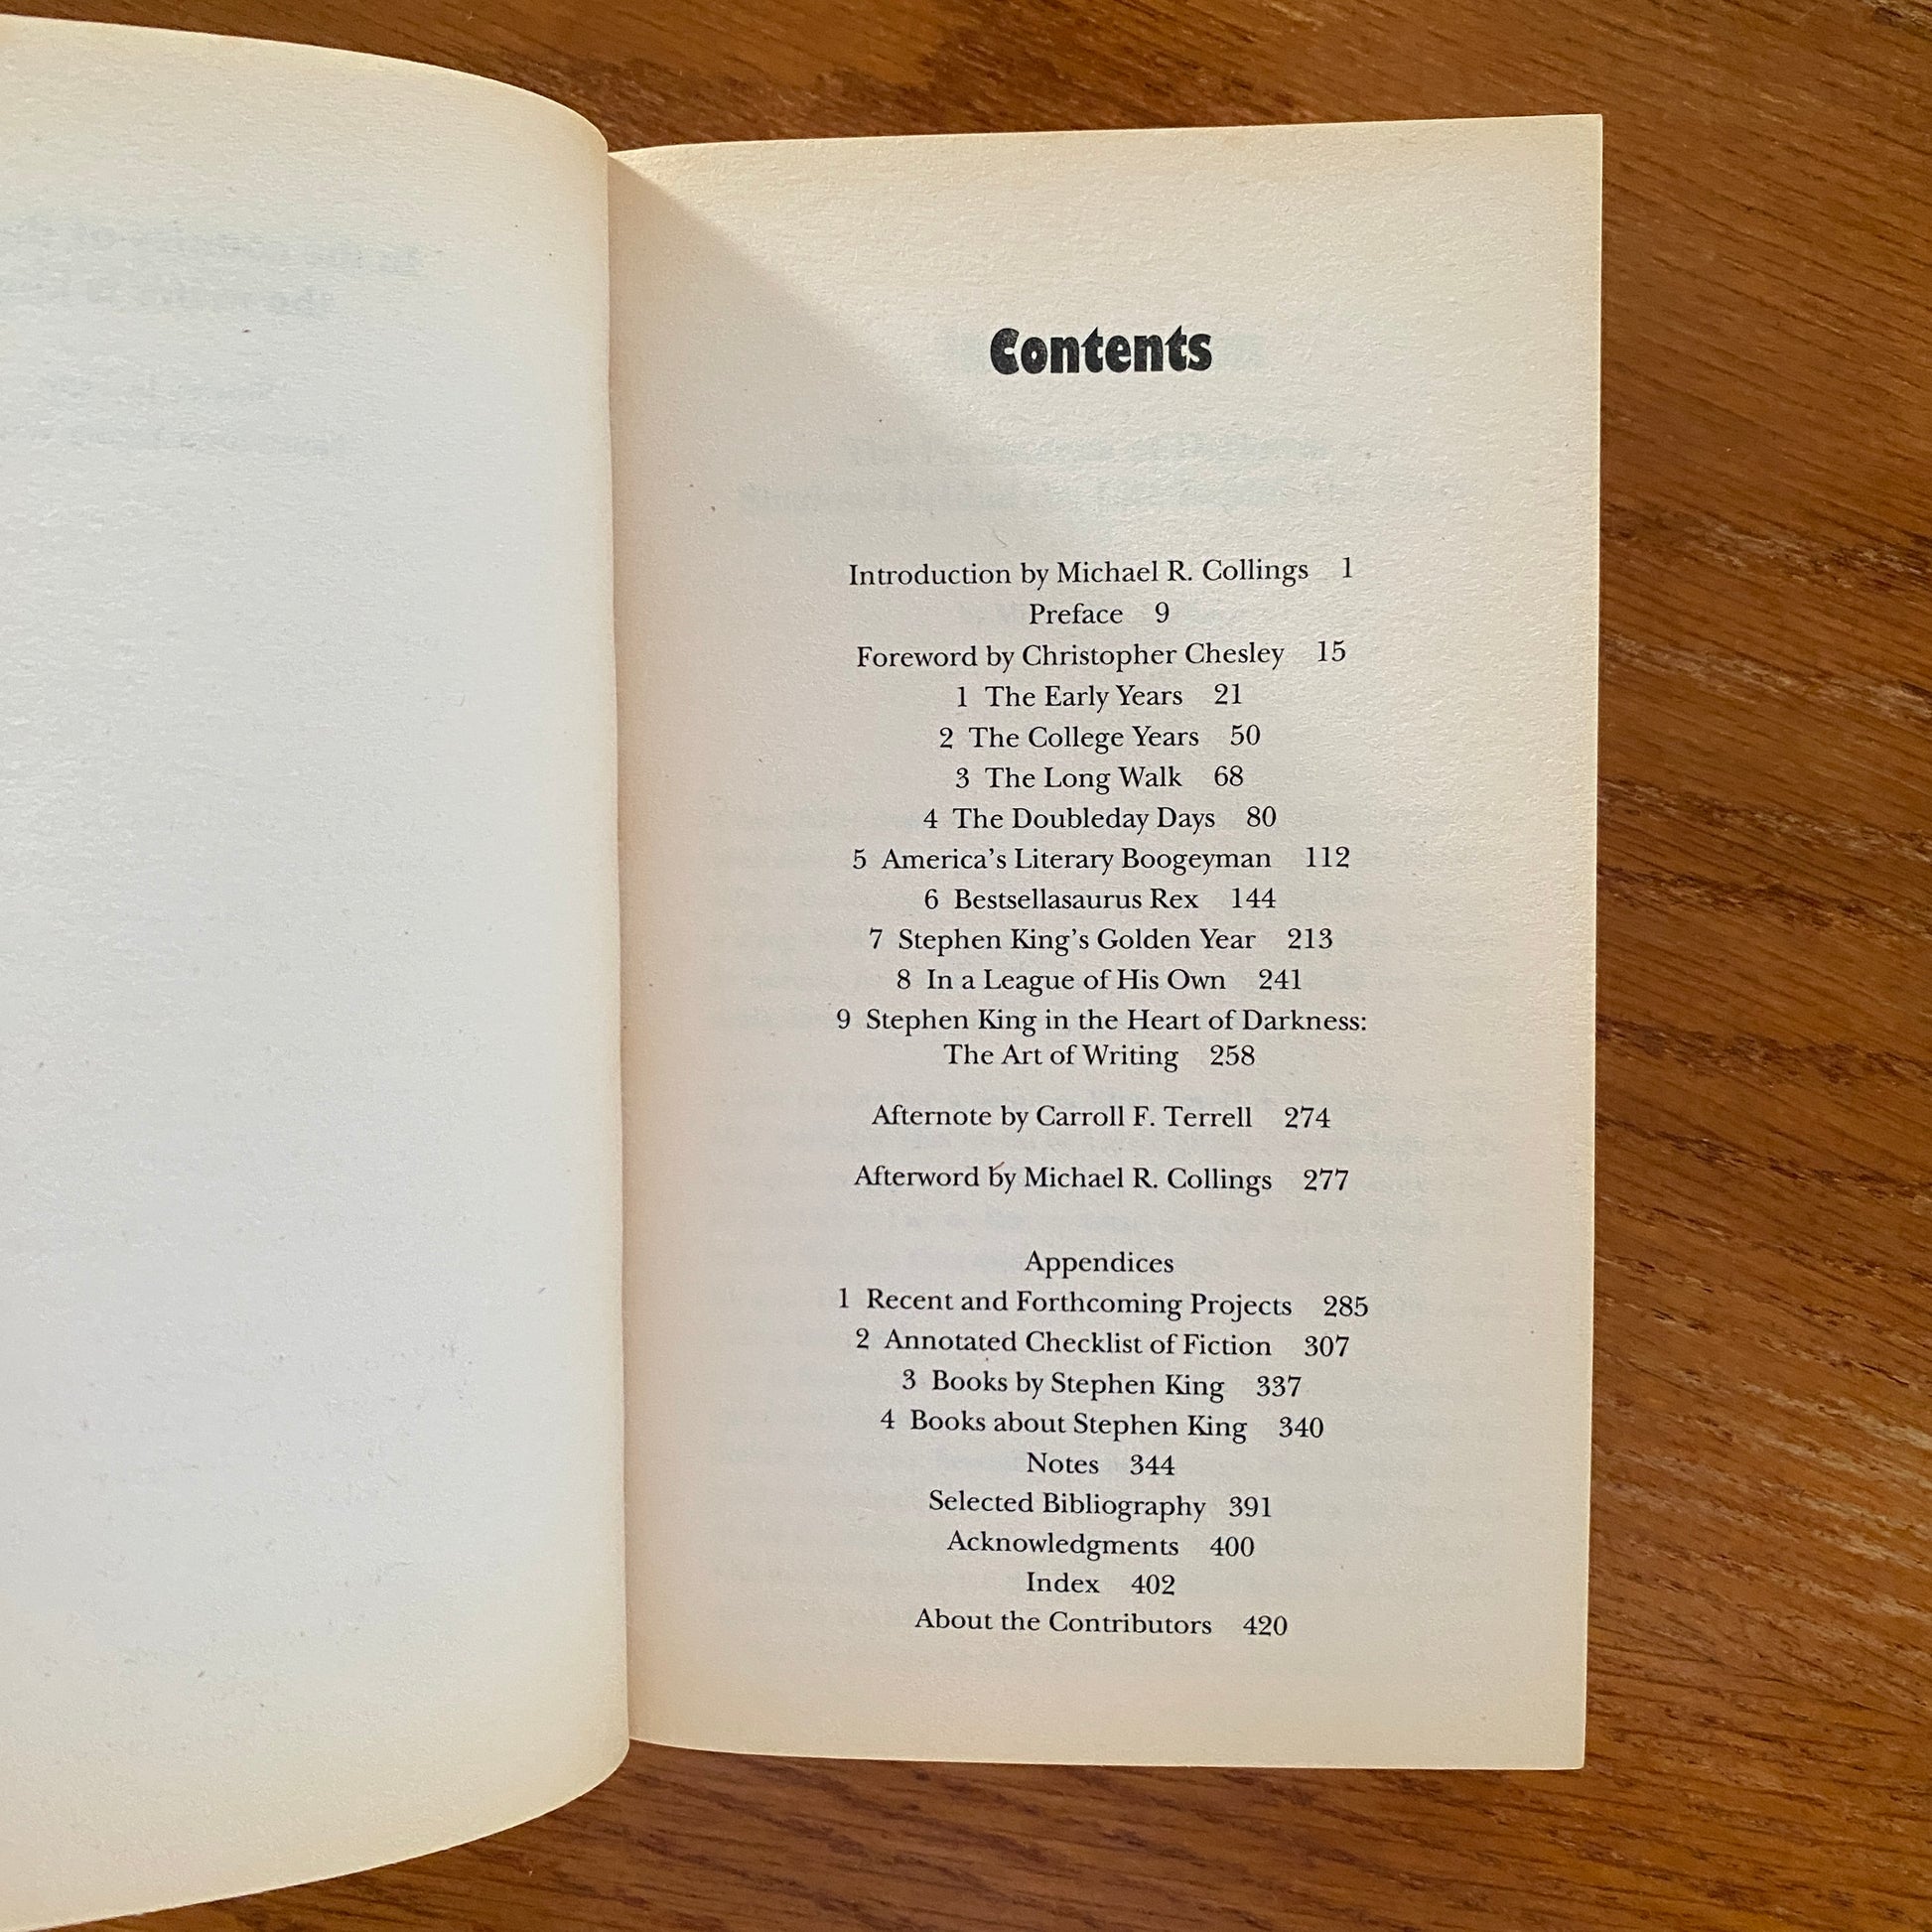 Contents
Introduction by Michael R. Collings 1
Preface 9
Foreword by Christopher Chesley 15
1 The Early Years 21
2 The College Years 50
3 The Long Walk 68
4 The Doubleday Days 80
5 America's Literary Boogeyman 112
6 Bestsellasaurus Rex 144
7 Stephen King's Golden Year 213
8 In a League of His Own 241
9 Stephen King in the Heart of Darkness:
The Art of Writing 258
Afternote by Carroll F. Terrell 274
Afterword by Michael R. Collings 277
Appendices
1 Recent and Forthcoming Projects 285
2 Annotated Checklist of Fiction 307
3 Books by Stephen King 337
4 Books about Stephen King 340
Notes 344
Selected Bibliography 391
Acknowledgments 400
Index 402
About the Contributors 420